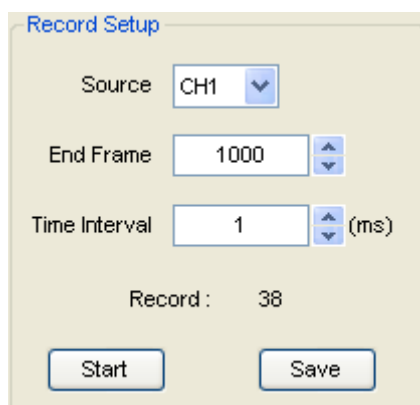 Record Setup
Source CH1
End Frame 1000
Time Interval 1 (ms)
Record : 38
Start Save